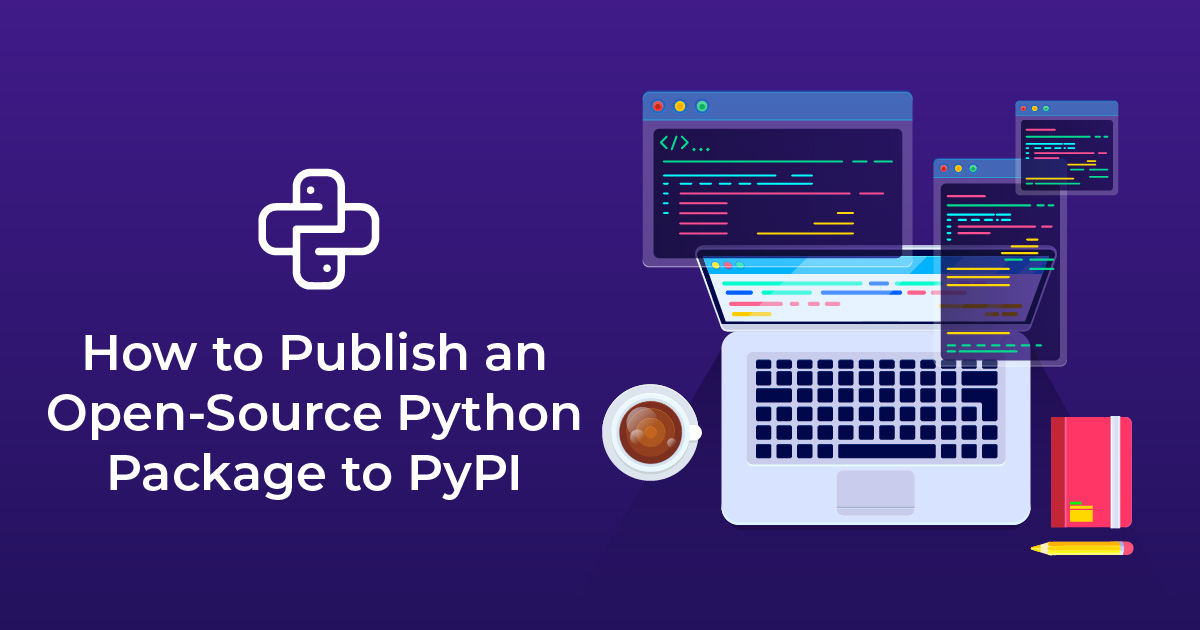 </>...
How to Publish an
Open-Source Python
Package to PyPI